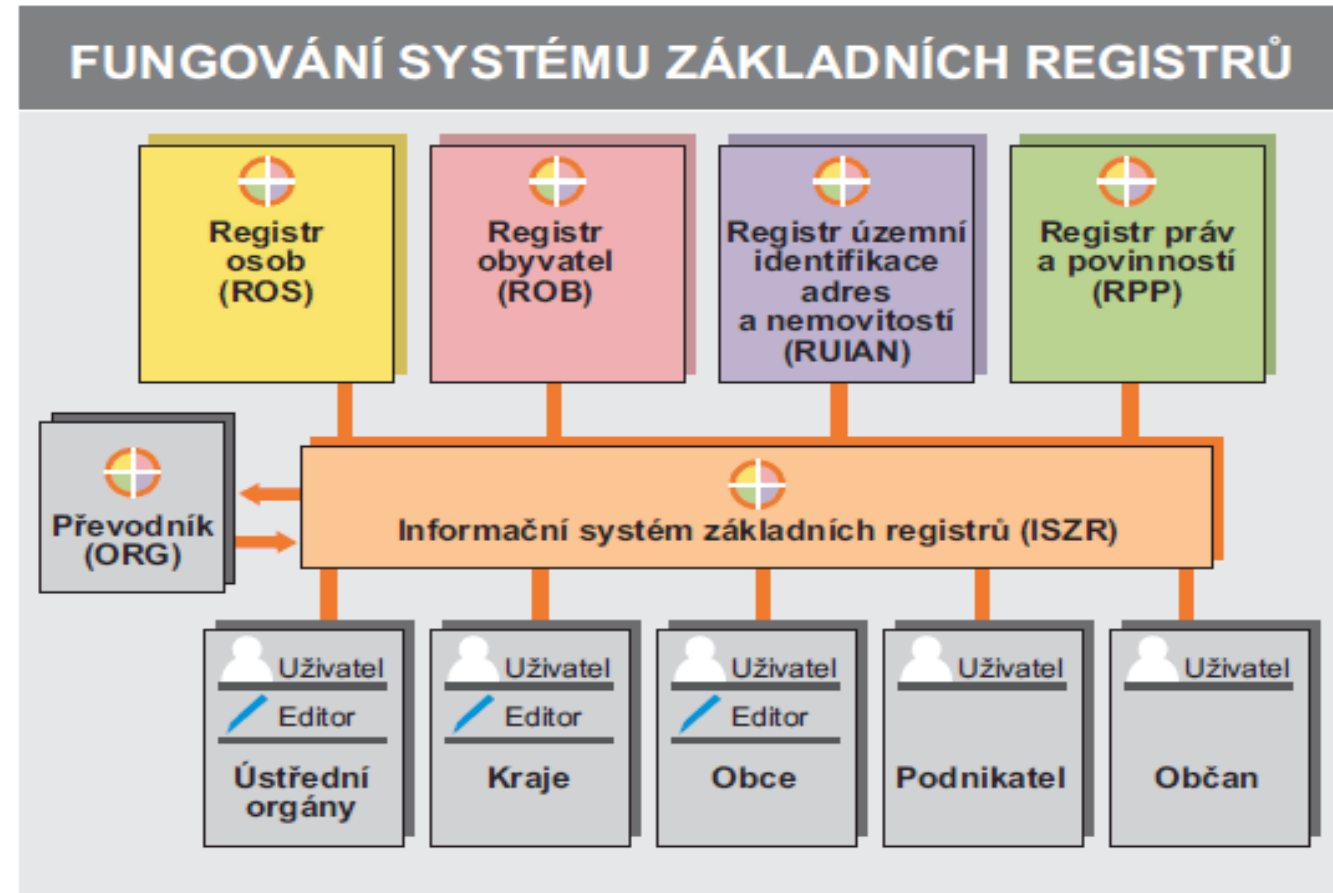 FUNGOVÁNÍ SYSTÉMU ZÁKLADNÍCH REGISTRŮ
Registr
osob
(ROS)
Registr
obyvatel
(ROB)
Registr územní
identifikace
adres
a nemovitostí
(RUIAN)
Registr práv
a povinností
(RPP)
Převodník
(ORG)
Informační systém základních registrů (ISZR)
Uživatel
Editor
Ústřední
orgány
Uživatel
Editor
Kraje
Uživatel
Editor
Obce
Uživatel
Podnikatel
Uživatel
Občan